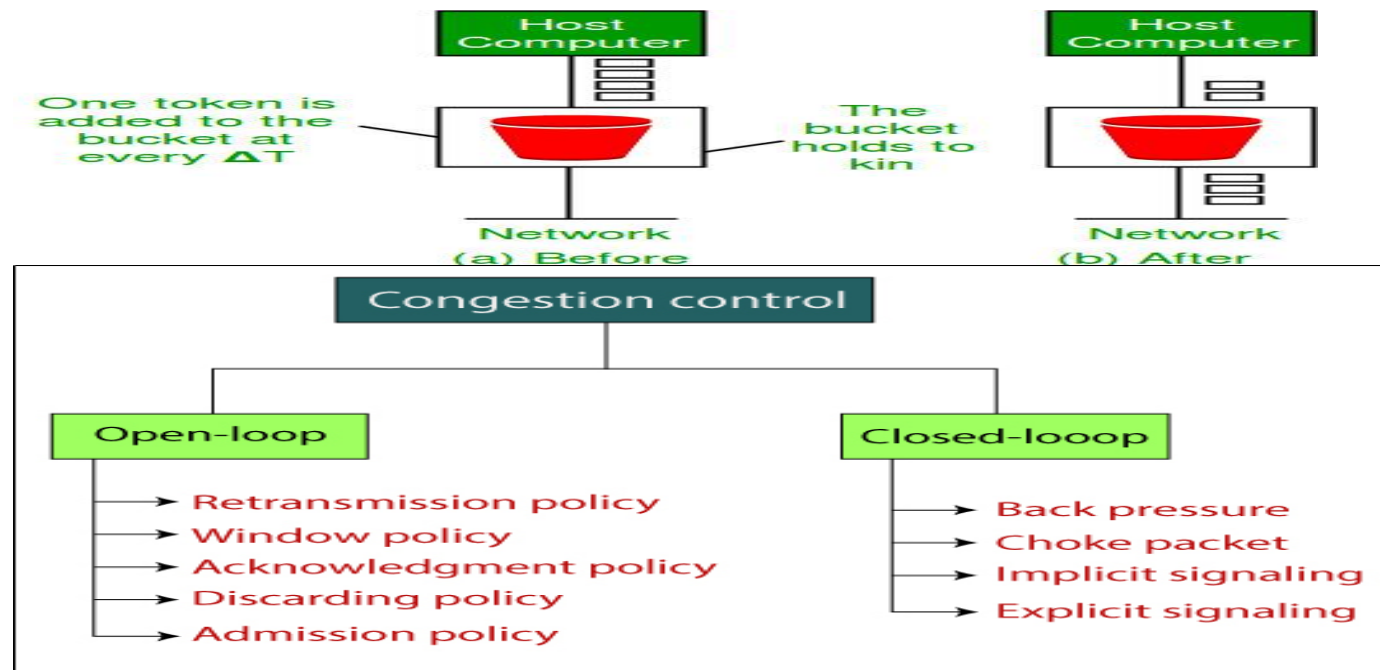 Host
Computer
One token is
added to the
bucket at
every ΔT
The
bucket
holds to
kin
Network
(a) Before
Host
Computer
Network
(b) After
Congestion control
Open-loop
Retransmission policy
Window policy
Acknowledgment policy
Discarding policy
Admission policy
Closed-looop
Back pressure
Choke packet
Implicit signaling
Explicit signaling